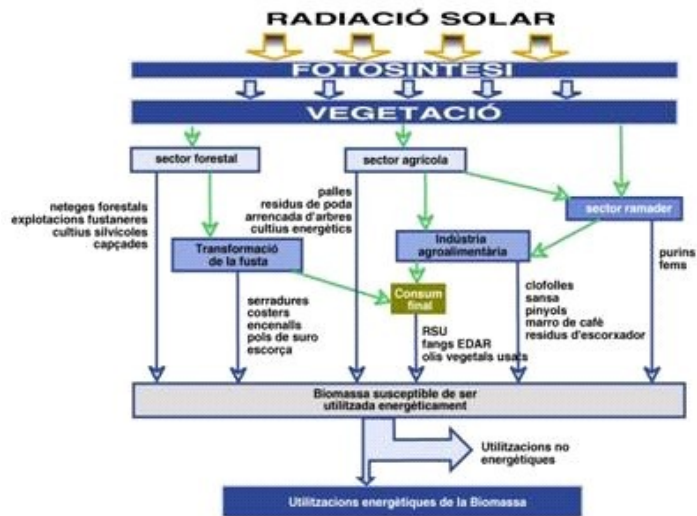 RADIACIÓ SOLAR
FOTOSÍNTESI
VEGETACIÓ
sector forestal
sector agrícola
sector ramader
neteges forestals
explotacions fustaneres
cultius silvícoles
capçades
palles
residus de poda
arrencada d'arbres
cultius energètics
Transformació
de la fusta
Indústria
agroalimentària
purins
fems
serradures
costers
encenalls
pols de suro
escorça
Consum
final
clofolles
sansa
pinyols
marro de cafè
residus d'escorxador
RSU
fangs EDAR
olis vegetals usats
Biomassa susceptible de ser
utilitzada energèticament
Utilitzacions no
energètiques
Utilitzacions energètiques de la Biomassa